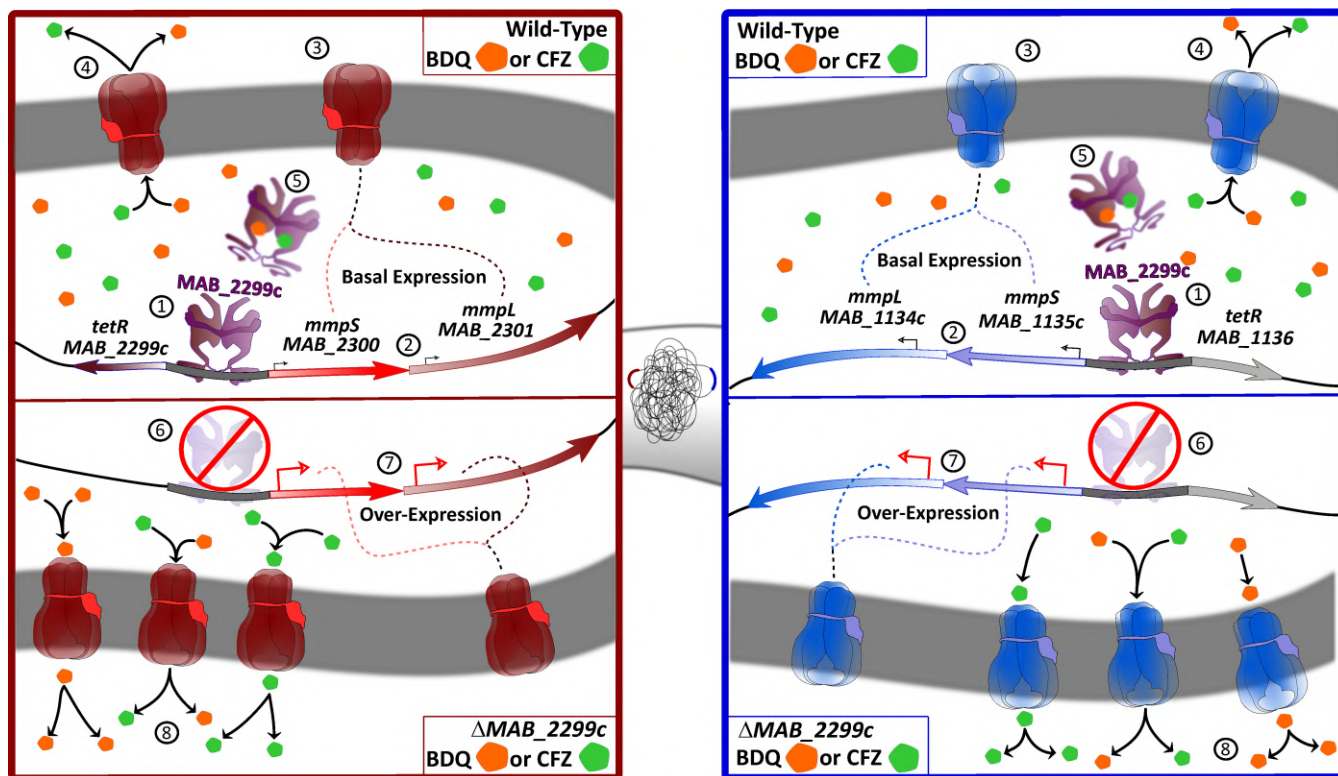 Wild-Type
BDQ or CFZ
④
③
⑤
Basal Expression
MAB_2299c
①
tetR
MAB_2299c
mmpS
MAB_2300
②
mmpL
MAB_2301
⑥
⑦
Over-Expression
⑧
ΔMAB_2299c
BDQ or CFZ
Wild-Type
BDQ or CFZ
③
④
⑤
Basal Expression
MAB_2299c
①
mmpL
MAB_1134c
②
mmpS
MAB_1135c
tetR
MAB_1136
⑥
⑦
Over-Expression
⑧
ΔMAB_2299c
BDQ or CFZ